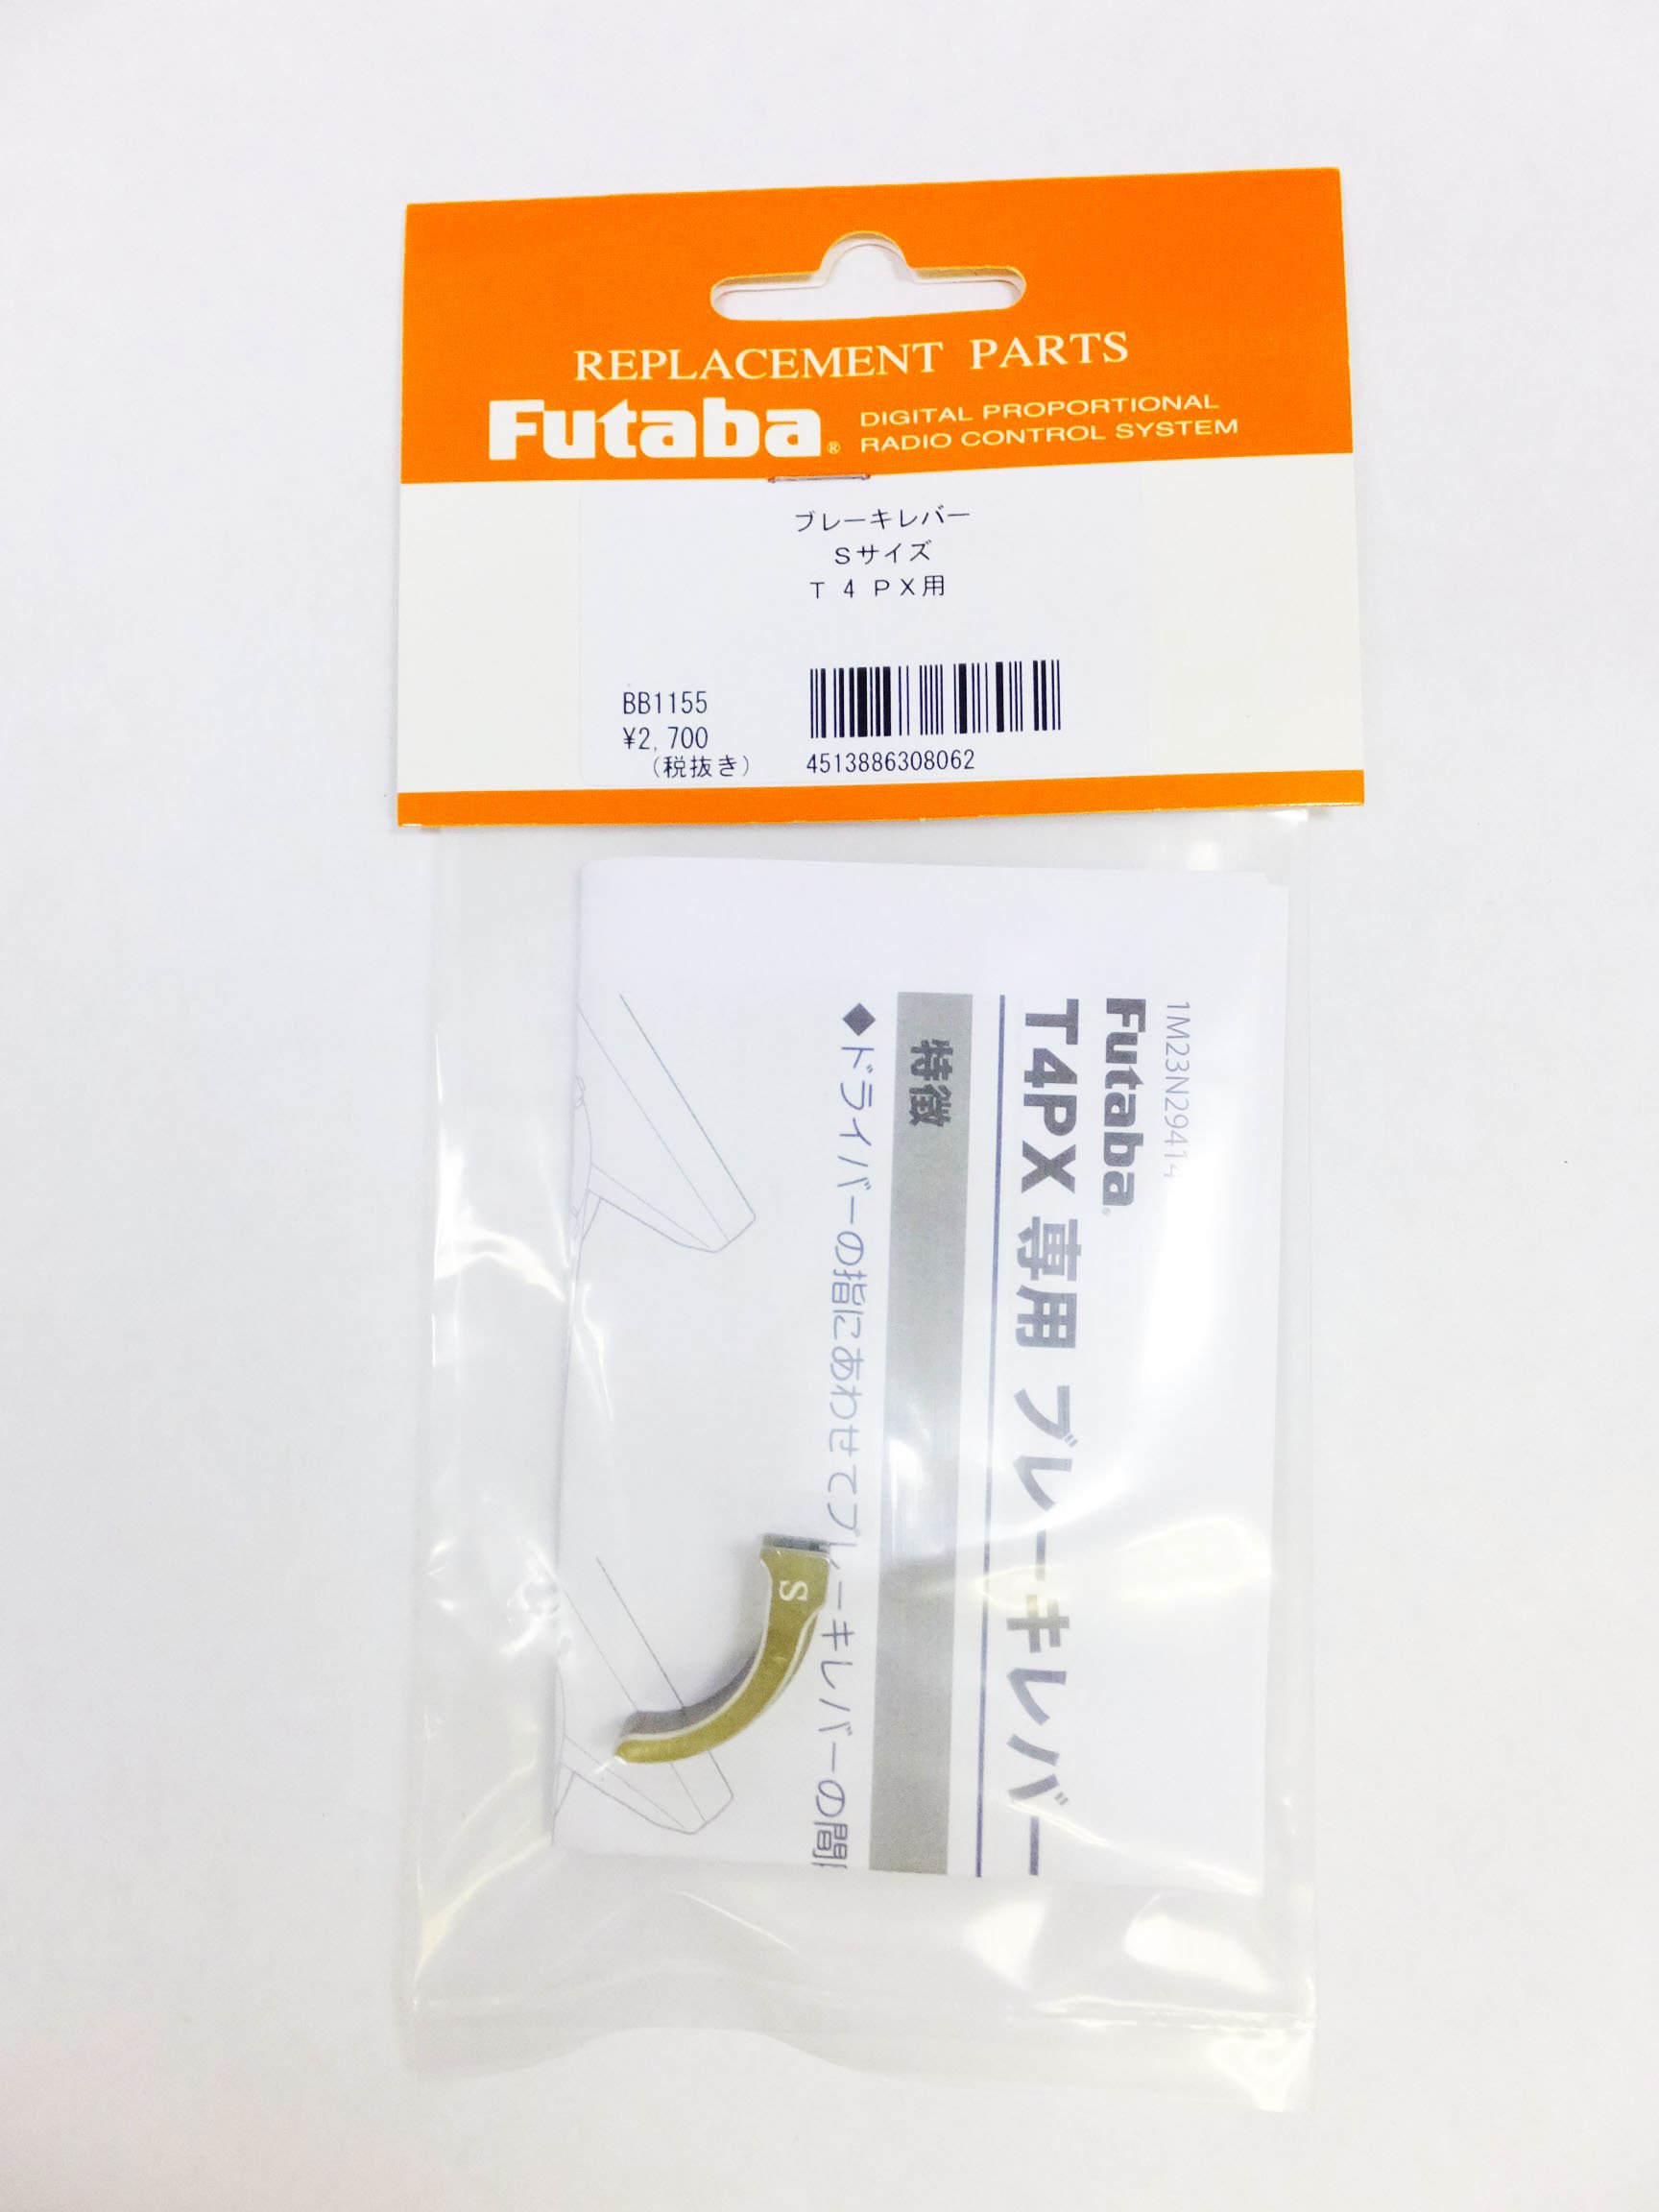 REPLACEMENT PARTS
Futaba®
DIGITAL PROPORTIONAL
RADIO CONTROL SYSTEM
ブレーキレバー
Sサイズ
T4PX用
BB1155
¥2,700
(税抜き)
4513886308062
Futaba®
T4PX 専用 ブレーキレバー
特徴
◆ドライバーの指にあわせてブレーキレバーの間
S